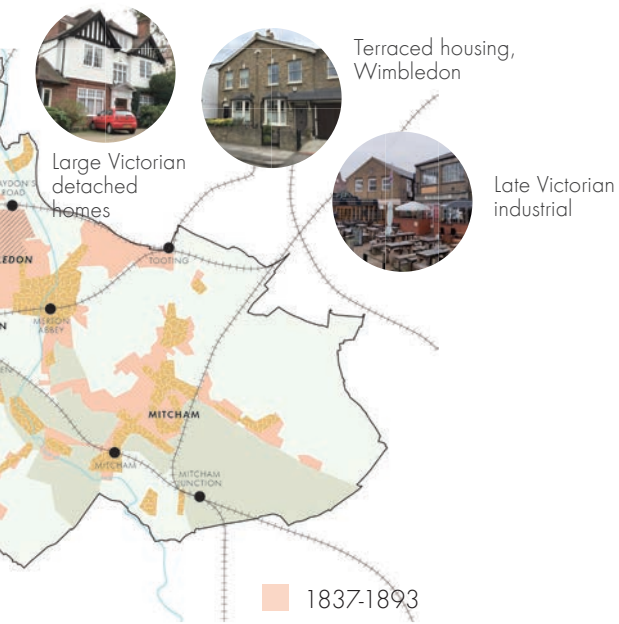 Terraced housing,
Wimbledon
Large Victorian
detached
homes
Late Victorian
industrial
ROAD
TOOTING
MERTON
ABBEY
MITCHAM
MITCHAM
MITCHAM
JUNCTION
1837-1893